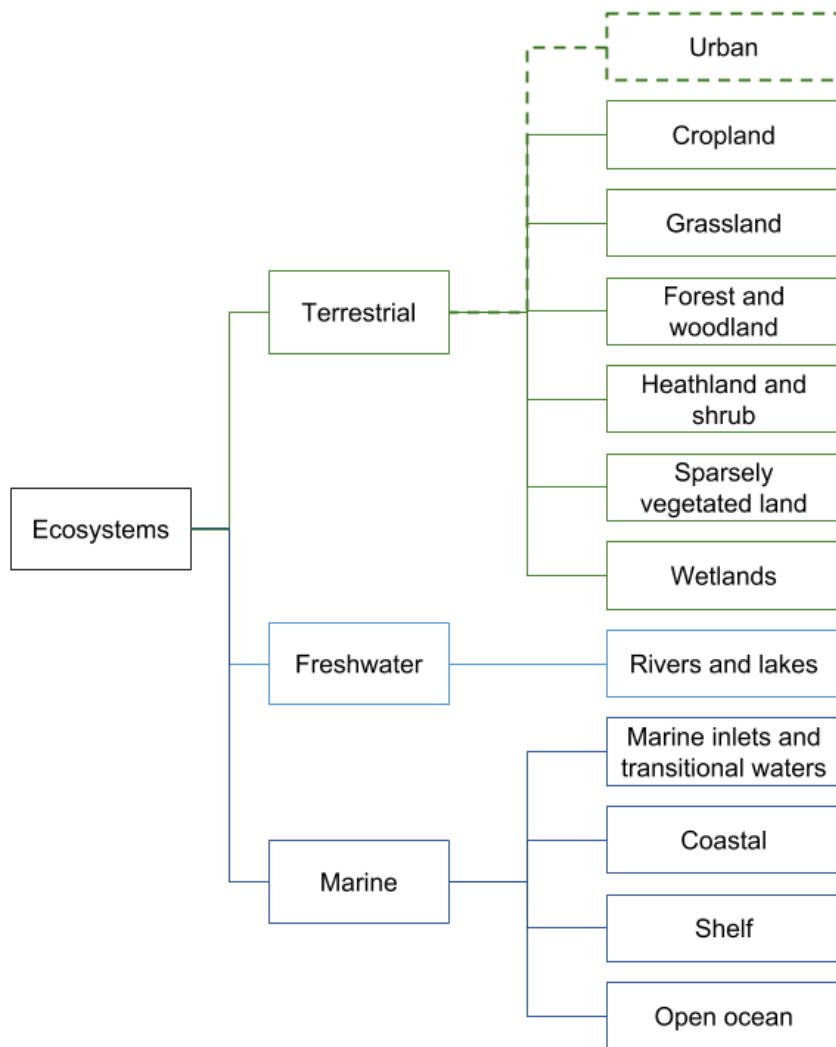 Urban
Cropland
Grassland
Terrestrial
Forest and
woodland
Heathland and
shrub
Sparsely
vegetated land
Ecosystems
Wetlands
Freshwater
Rivers and lakes
Marine inlets and
transitional waters
Coastal
Marine
Shelf
Open ocean